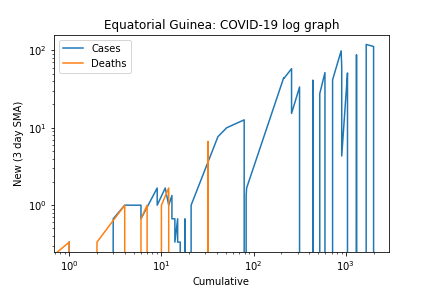 Equatorial Guinea: COVID-19 log graph
Cases
Deaths
New (3 day SMA)
10²
10¹
10⁰
10⁰ 10¹ 10² 10³
Cumulative